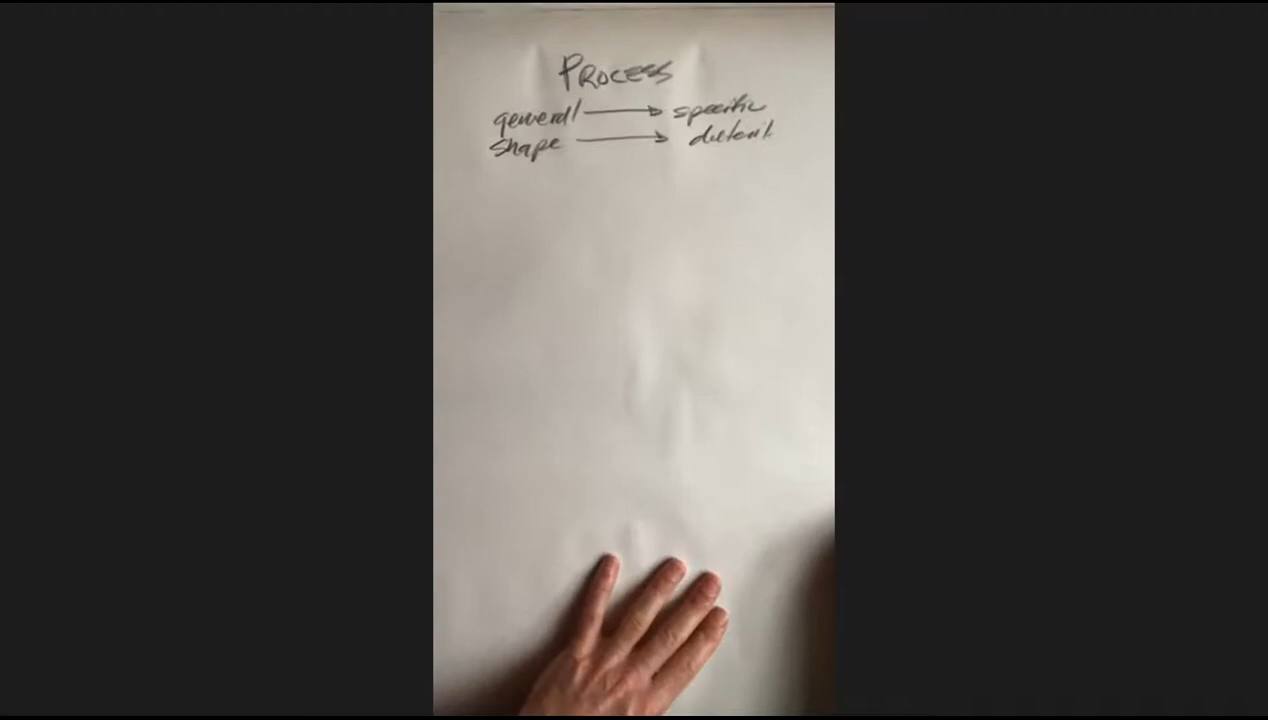 PROCESS
general → specific
shape → detail